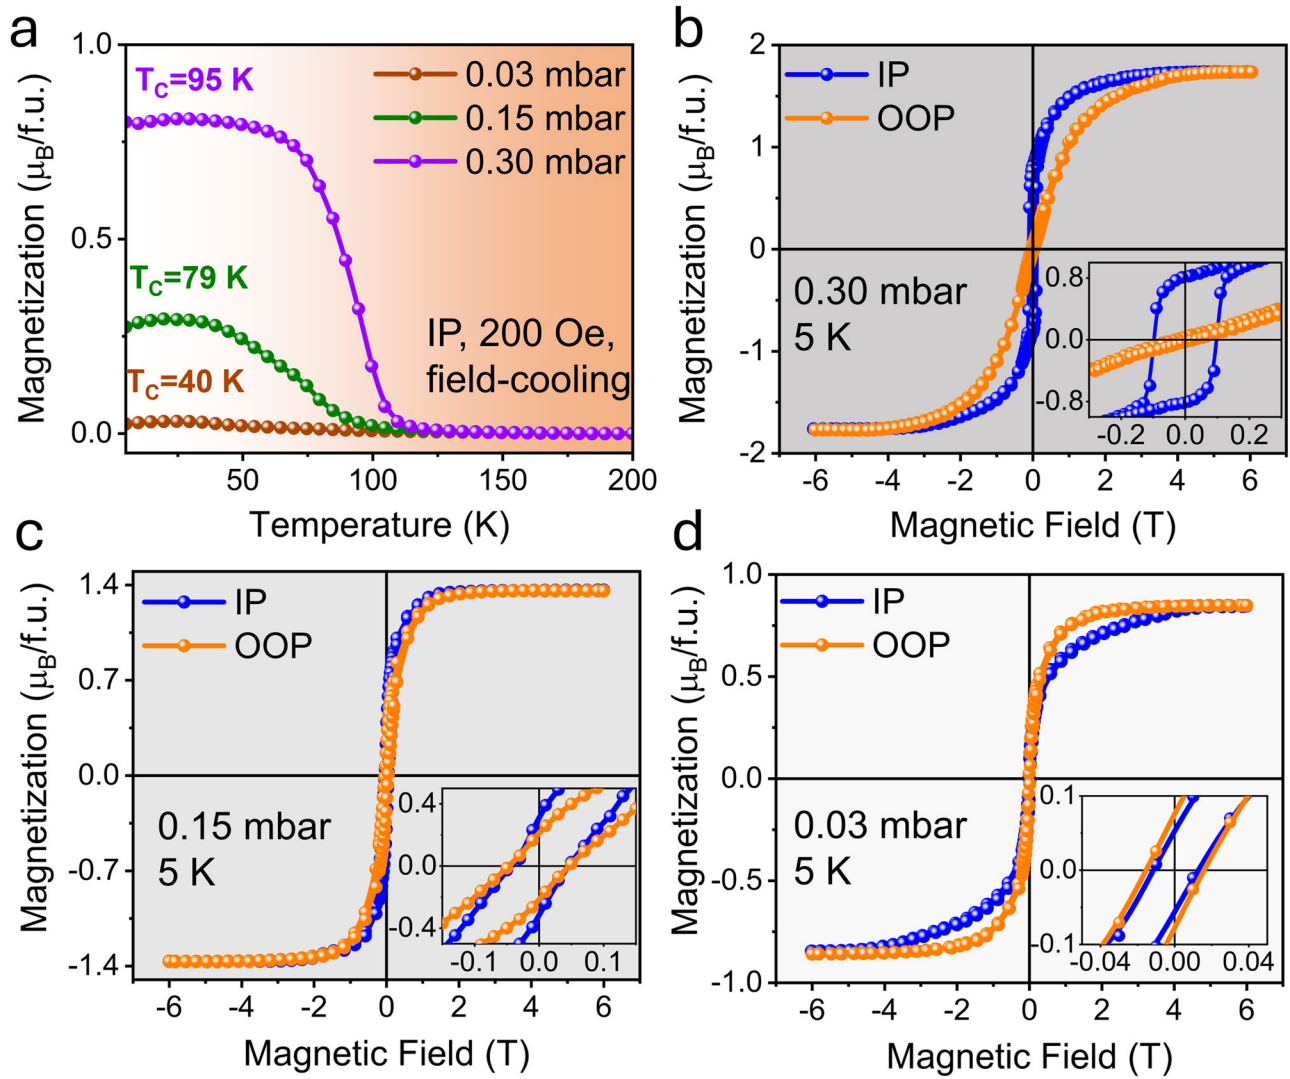 a
Magnetization (μB/f.u.)
1.0
0.5
0.0
TC=95 K
TC=79 K
TC=40 K
0.03 mbar
0.15 mbar
0.30 mbar
IP, 200 Oe,
field-cooling
50 100 150 200
Temperature (K)
b
Magnetization (μB/f.u.)
2
1
0
-1
-2
IP
OOP
0.30 mbar
5 K
0.8
0.0
-0.8
-0.2 0.0 0.2
-6 -4 -2 0 2 4 6
Magnetic Field (T)
c
Magnetization (μB/f.u.)
1.4
0.7
0.0
-0.7
-1.4
IP
OOP
0.15 mbar
5 K
0.4
0.0
-0.4
-0.1 0.0 0.1
-6 -4 -2 0 2 4 6
Magnetic Field (T)
d
Magnetization (μB/f.u.)
1.0
0.5
0.0
-0.5
-1.0
IP
OOP
0.03 mbar
5 K
0.1
0.0
-0.1
-0.04 0.00 0.04
-6 -4 -2 0 2 4 6
Magnetic Field (T)